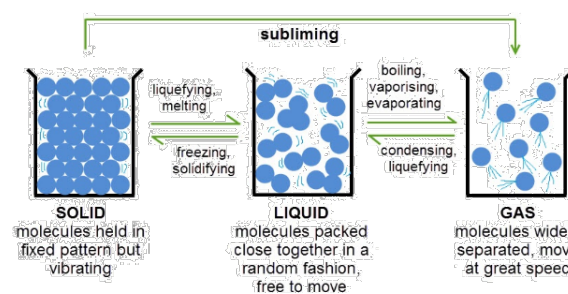 subliming
liquefying,
melting
freezing,
solidifying
boiling,
vaporising,
evaporating
condensing,
liquefying
SOLID
molecules held in
fixed pattern but
vibrating
LIQUID
molecules packed
close together in a
random fashion,
free to move
GAS
molecules wide
separated, mov
at great speed